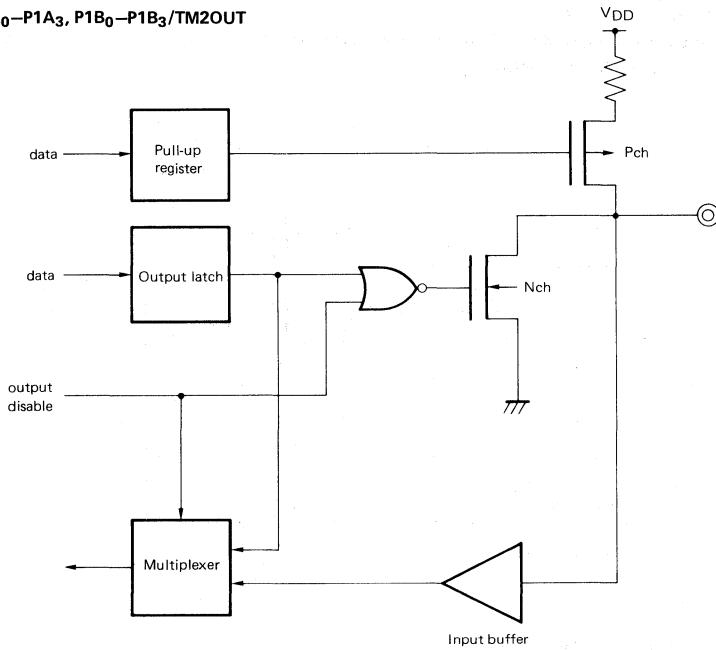 0–P1A3, P1B0–P1B3/TM2OUT
VDD
data
Pull-up
register
Pch
data
Output latch
Nch
output
disable
Multiplexer
Input buffer